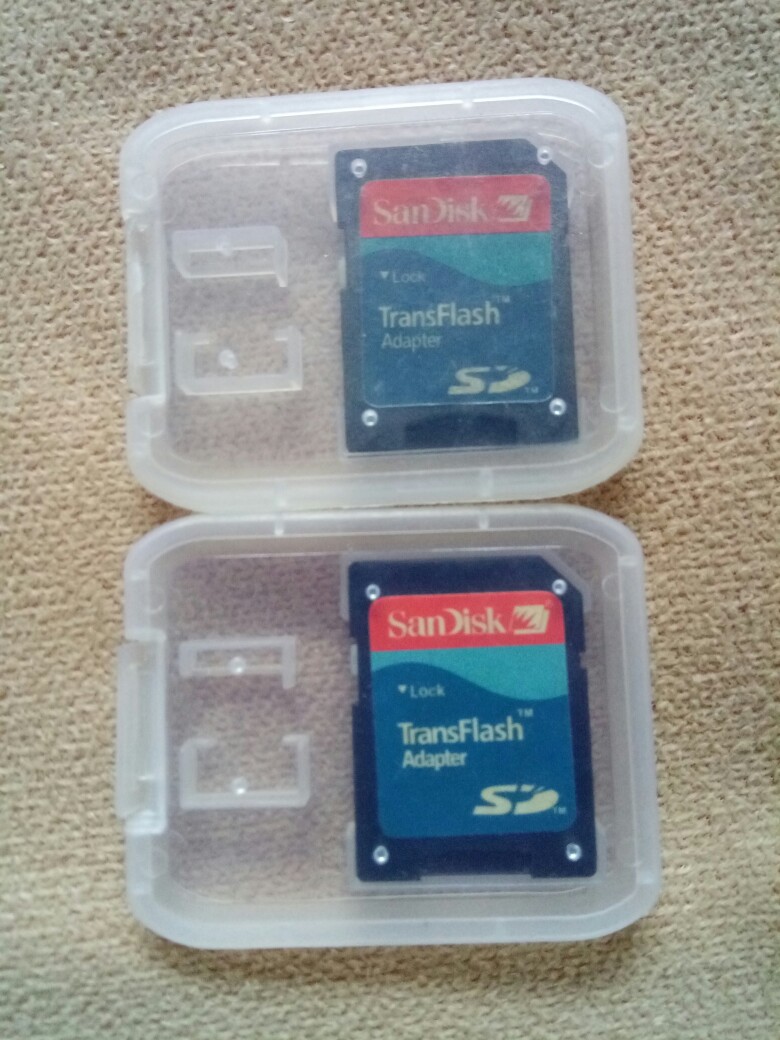 SanDisk
Lock
TransFlash™
Adapter
SD™
SanDisk
Lock
TransFlash™
Adapter
SD™